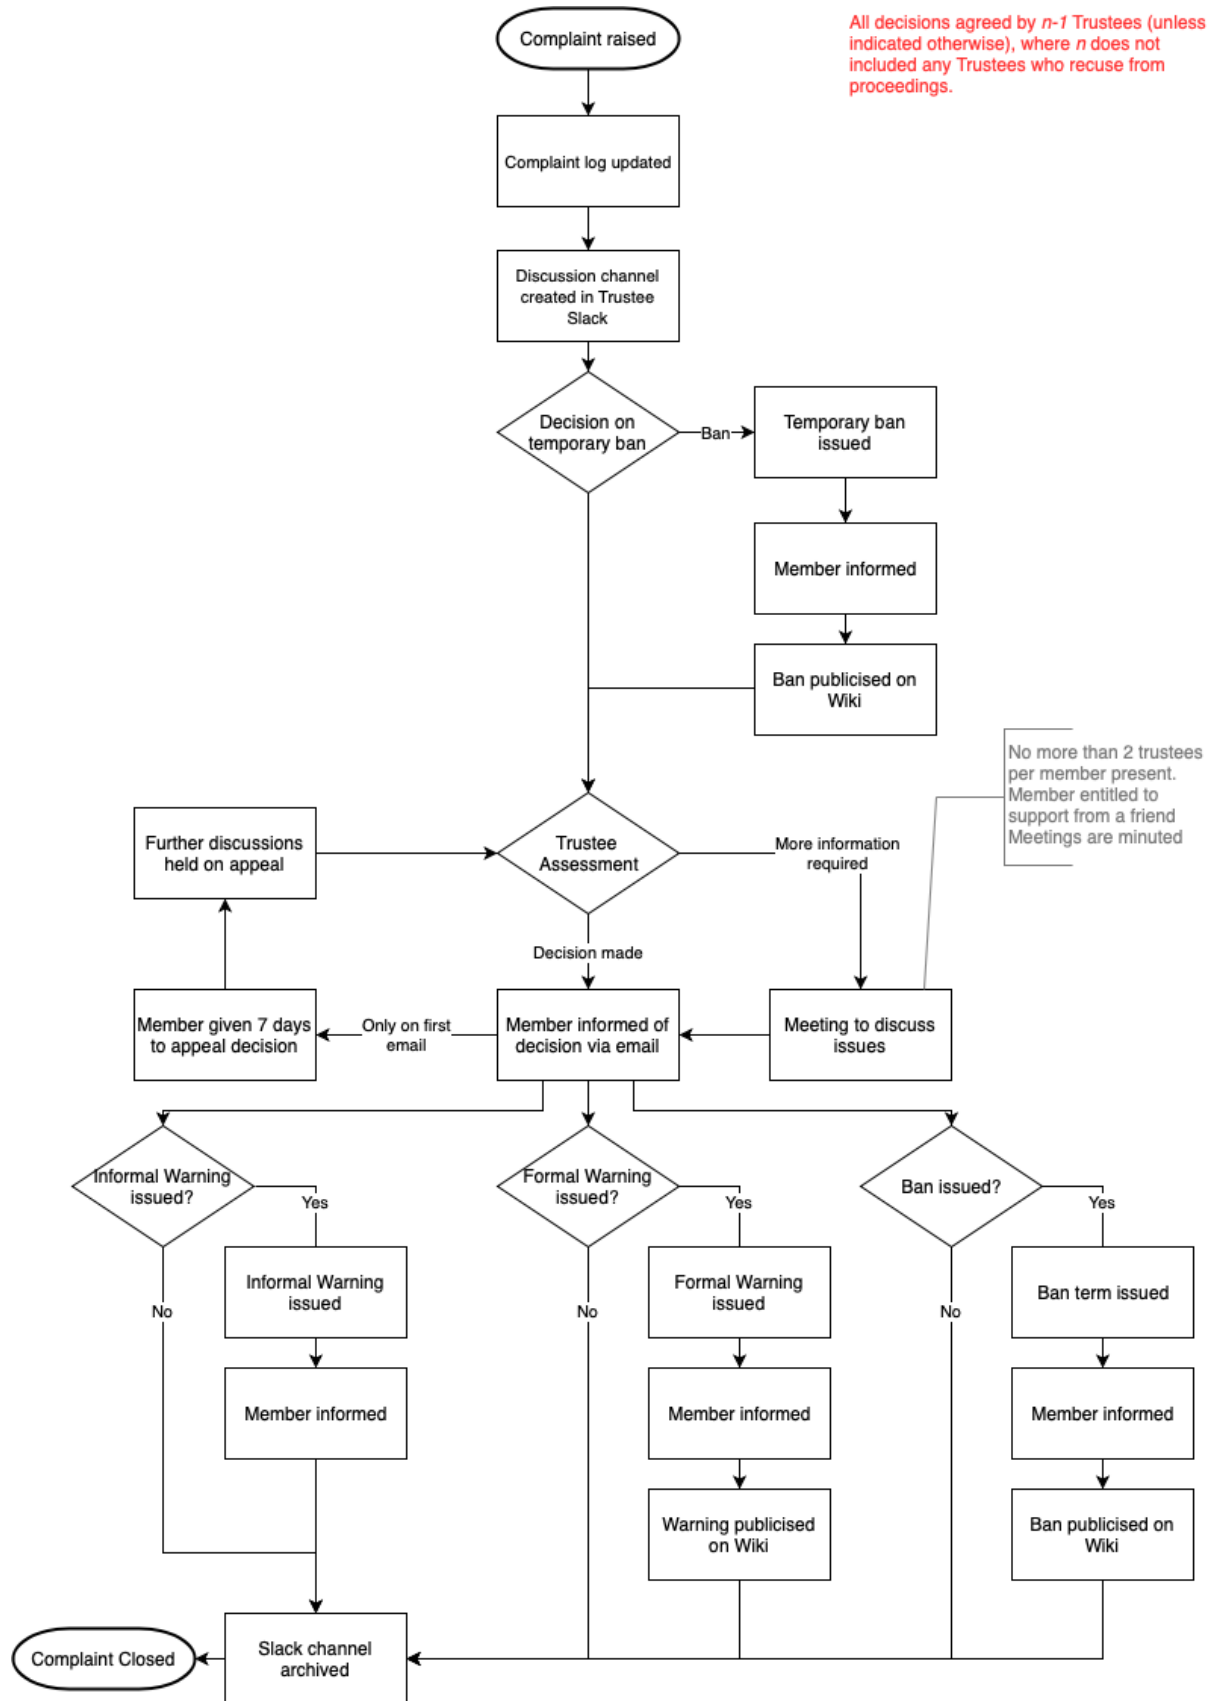 Complaint raised
All decisions agreed by n-1 Trustees (unless
indicated otherwise), where n does not
included any Trustees who recuse from
proceedings.
Complaint log updated
Discussion channel
created in Trustee
Slack
Decision on
temporary ban
Ban
Temporary ban
issued
Member informed
Ban publicised on
Wiki
No more than 2 trustees
per member present.
Member entitled to
support from a friend
Meetings are minuted
Further discussions
held on appeal
Trustee
Assessment
More information
required
Decision made
Member given 7 days
to appeal decision
Only on first
email
Member informed of
decision via email
Meeting to discuss
issues
Informal Warning
issued?
Yes
Formal Warning
issued?
Yes
Ban issued?
Yes
No
Informal Warning
issued
No
Formal Warning
issued
No
Ban term issued
Member informed
Member informed
Member informed
Warning publicised
on Wiki
Ban publicised on
Wiki
Complaint Closed
Slack channel
archived